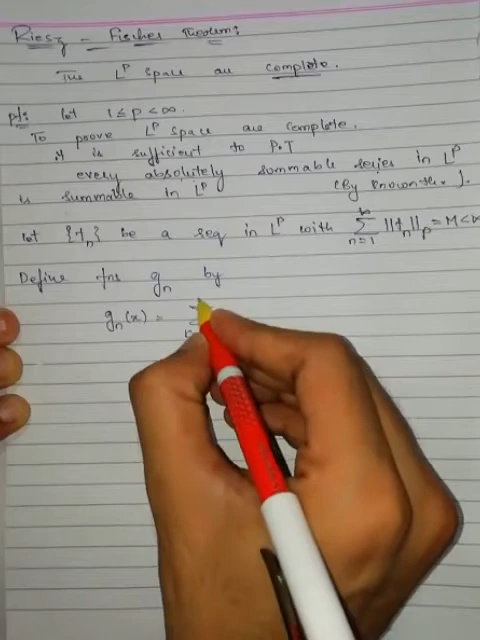 Riesz - Fischer Theorem:
The L^p space are complete.
pf: let 1 ≤ p < ∞.
To prove L^p space are complete.
it is sufficient to P.T
every absolutely summable series in L^p
is summable in L^p (By known thr.).
let {f_n} be a seq in L^p with ∑_{n=1}^∞ ||f_n||_p = M < ∞
Define fns g_n by
g_n(x) =